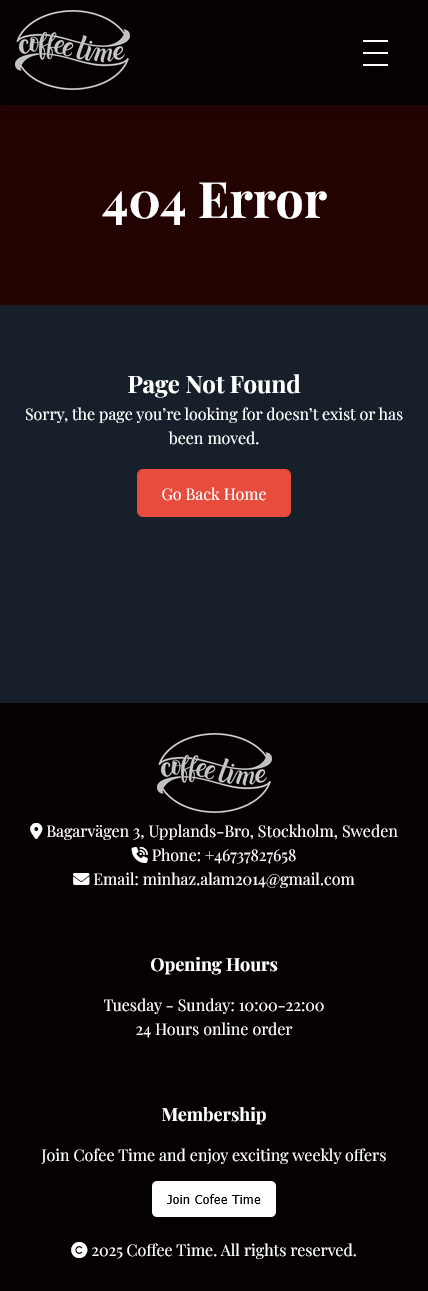 coffee time
404 Error
Page Not Found
Sorry, the page you're looking for doesn't exist or has
been moved.
Go Back Home
coffee time
Bagarvägen 3, Upplands-Bro, Stockholm, Sweden
Phone: +46737827658
Email: minhaz.alam2014@gmail.com
Opening Hours
Tuesday - Sunday: 10:00-22:00
24 Hours online order
Membership
Join Cofee Time and enjoy exciting weekly offers
Join Cofee Time
© 2025 Coffee Time. All rights reserved.